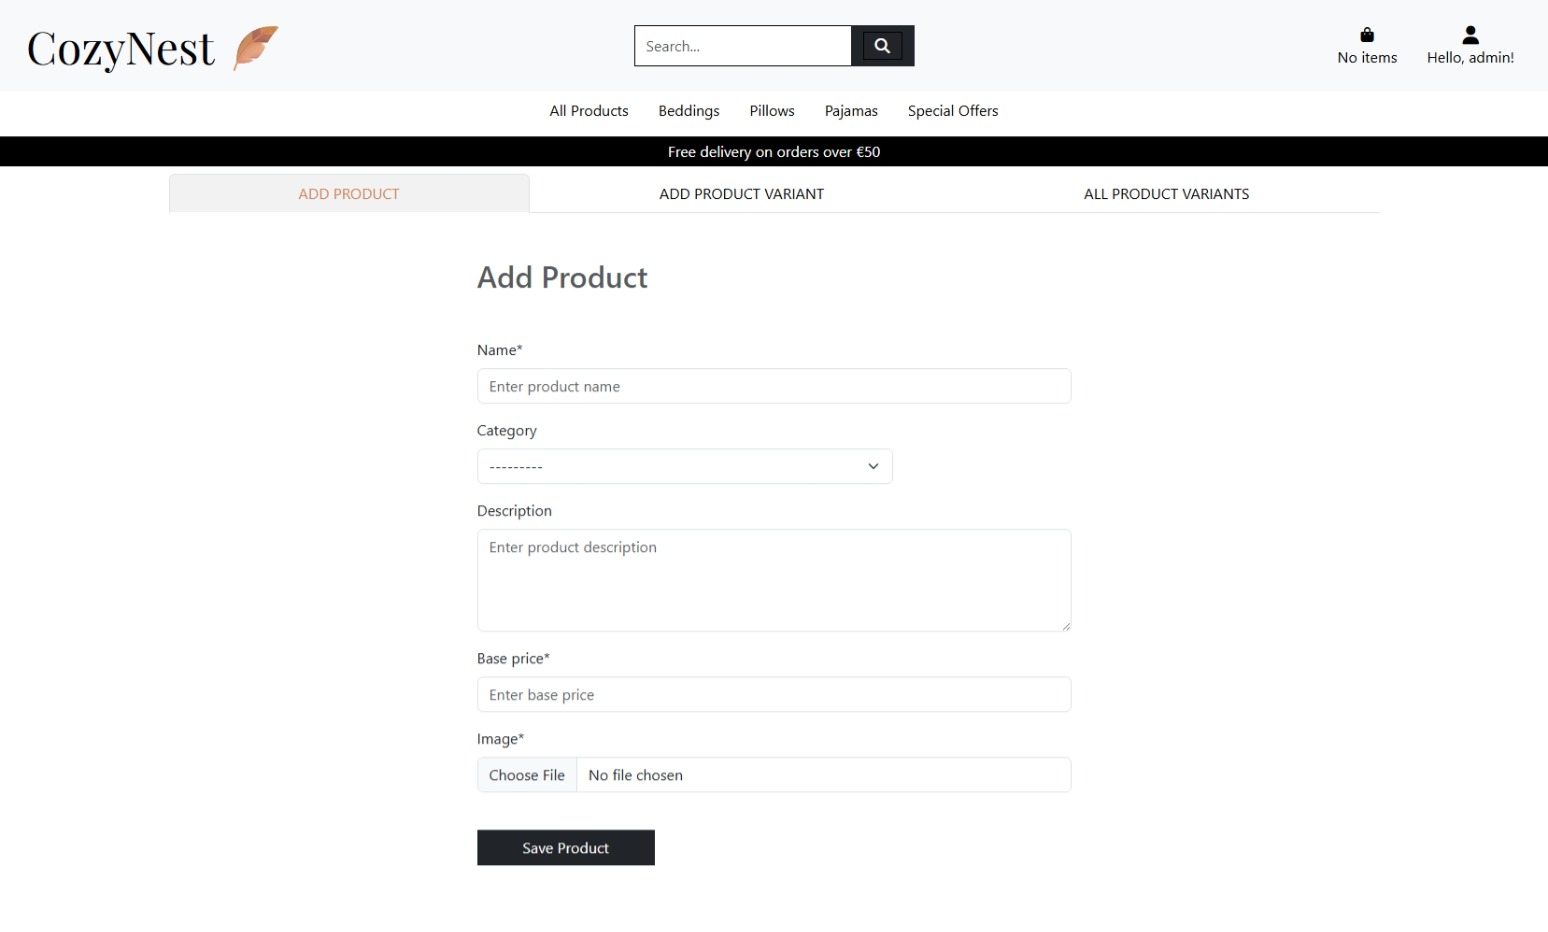 CozyNest
Search...
No items
Hello, admin!
All Products Beddings Pillows Pajamas Special Offers
Free delivery on orders over €50
ADD PRODUCT ADD PRODUCT VARIANT ALL PRODUCT VARIANTS
Add Product
Name*
Enter product name
Category
---------
Description
Enter product description
Base price*
Enter base price
Image*
Choose File No file chosen
Save Product